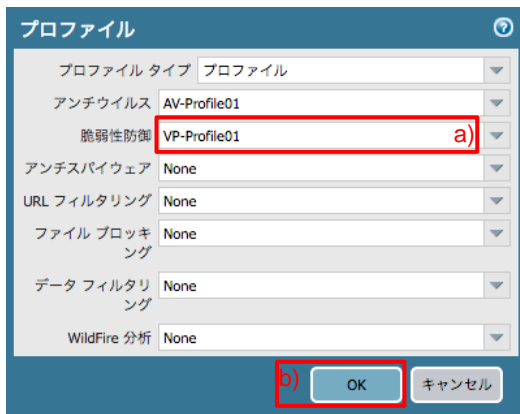 プロファイル
プロファイル タイプ プロファイル
アンチウイルス AV-Profile01
脆弱性防御 VP-Profile01 a)
アンチスパイウェア None
URL フィルタリング None
ファイル ブロッキ None
ング
データ フィルタリ None
ング
WildFire 分析 None
b) OK キャンセル